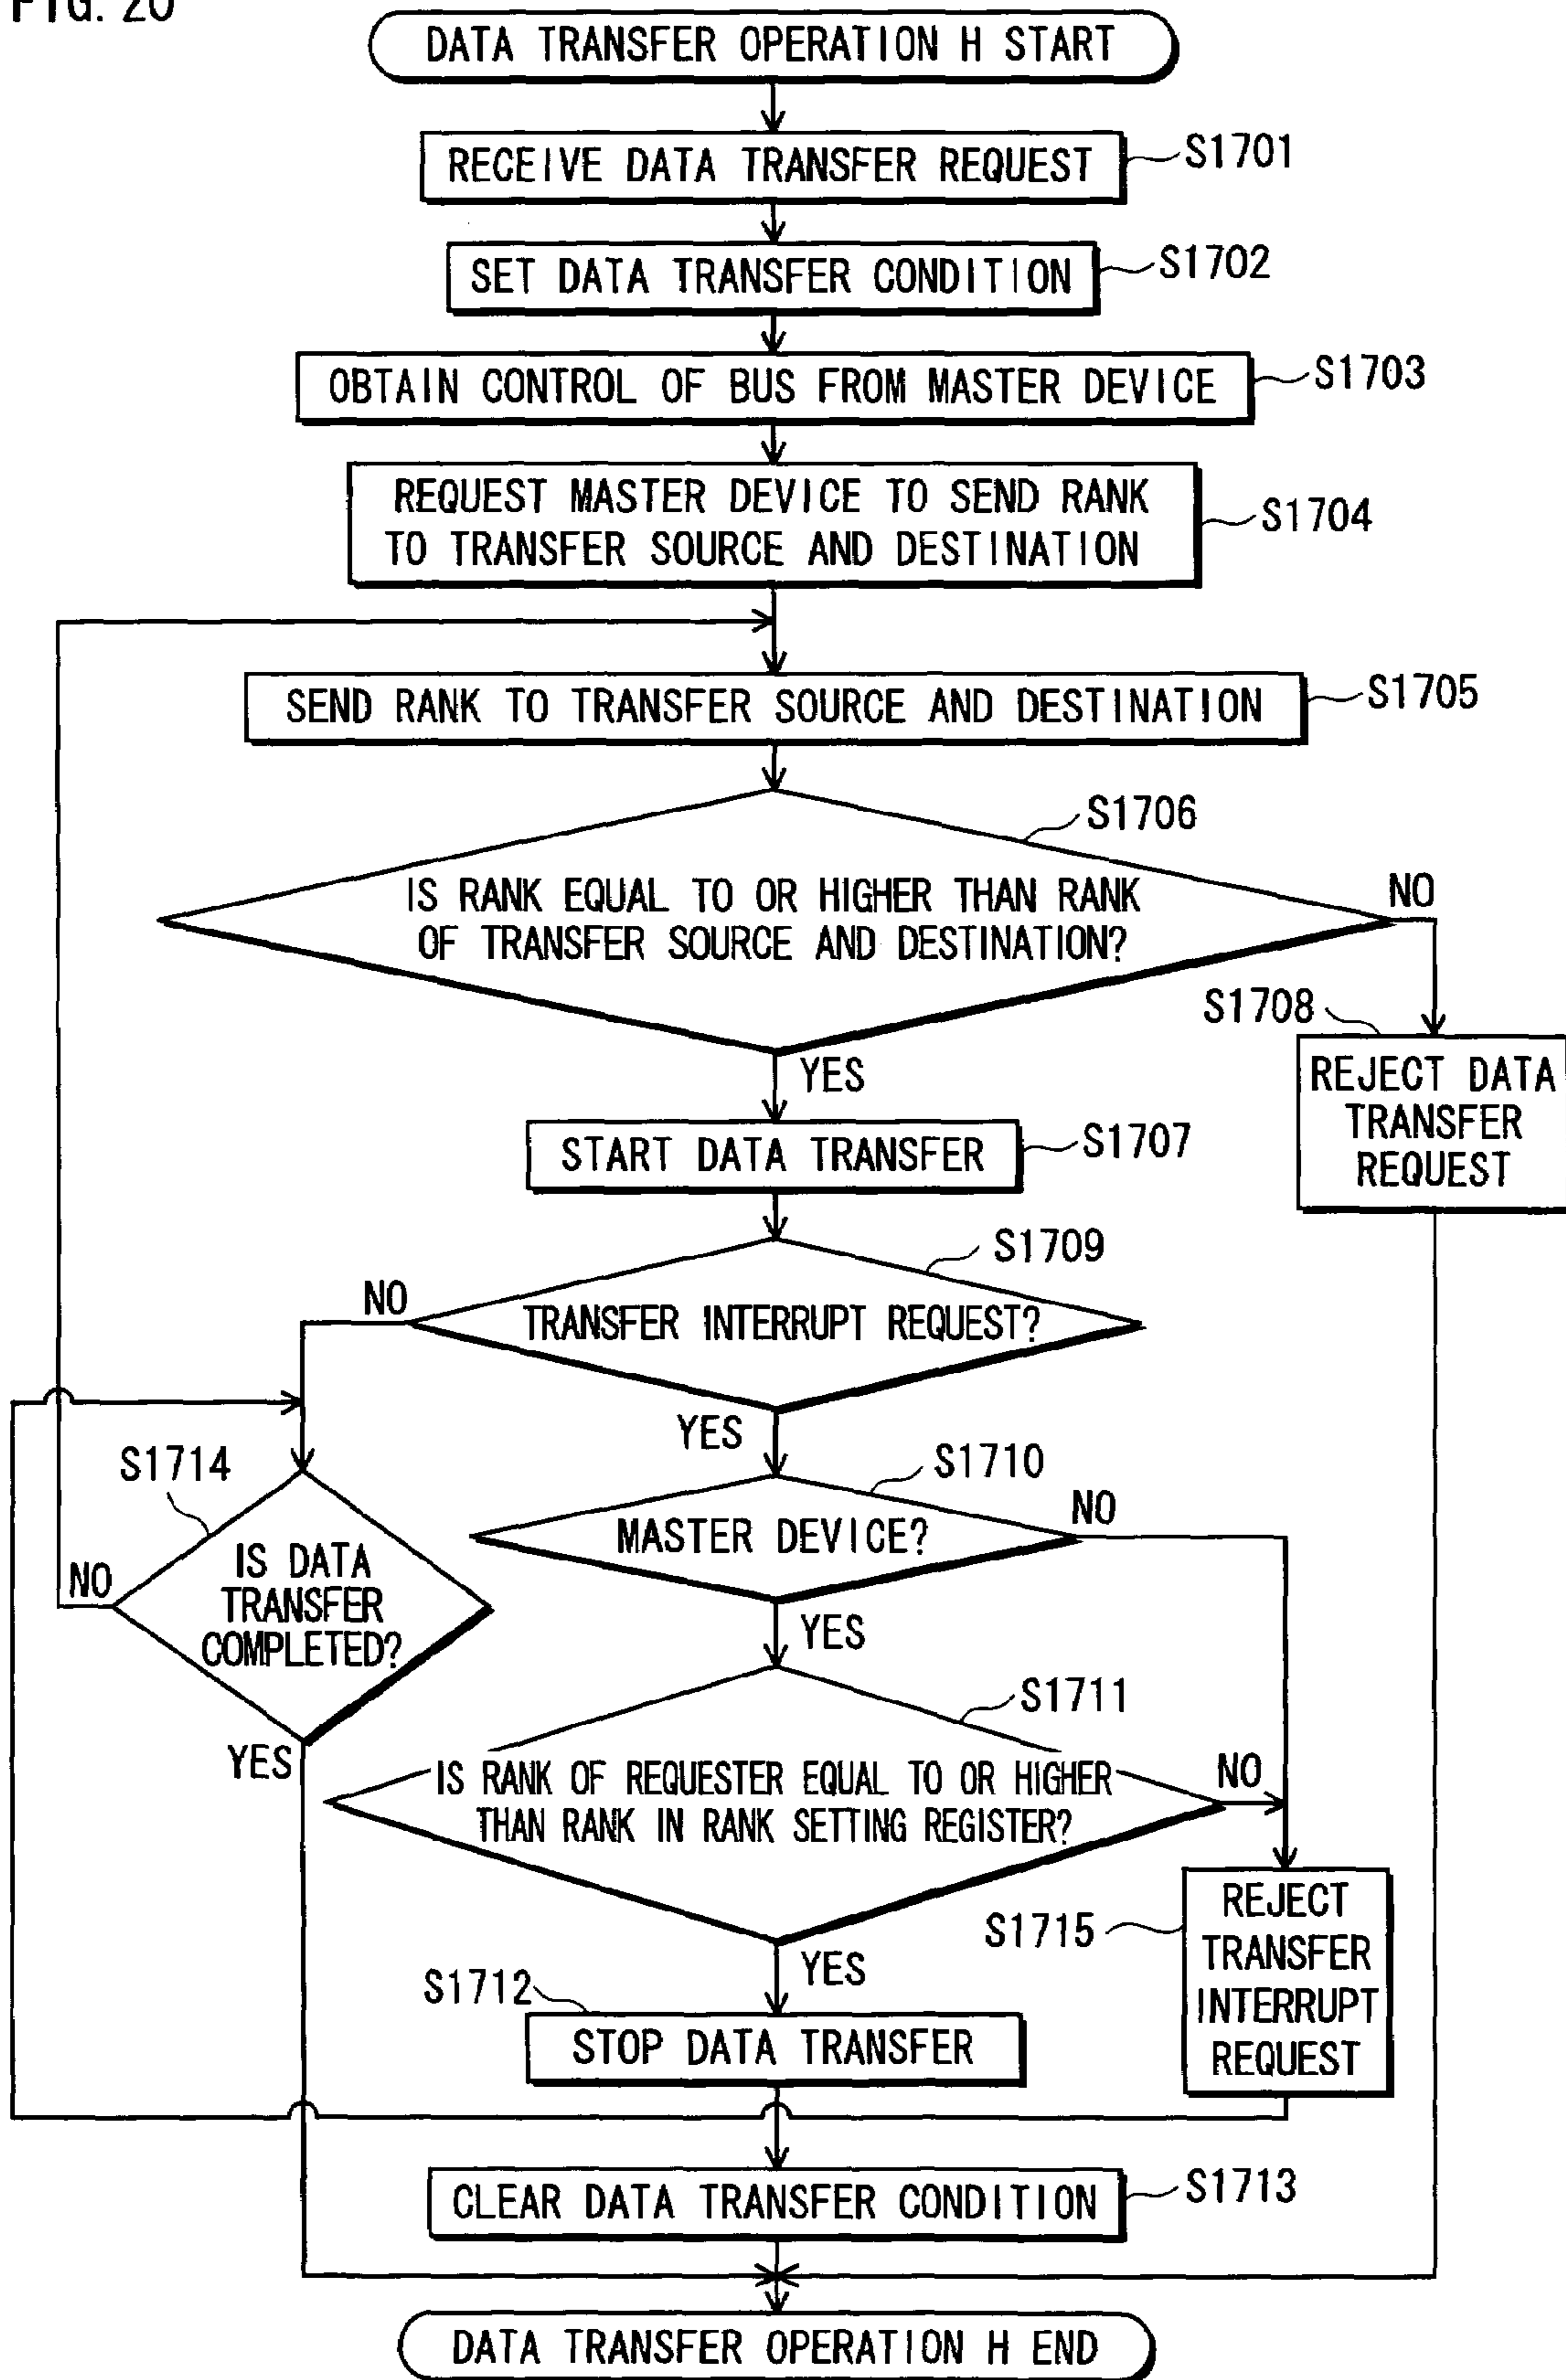 FIG. 20
DATA TRANSFER OPERATION H START
RECEIVE DATA TRANSFER REQUEST
S1701
SET DATA TRANSFER CONDITION
S1702
OBTAIN CONTROL OF BUS FROM MASTER DEVICE
S1703
REQUEST MASTER DEVICE TO SEND RANK
TO TRANSFER SOURCE AND DESTINATION
S1704
SEND RANK TO TRANSFER SOURCE AND DESTINATION
S1705
S1706
IS RANK EQUAL TO OR HIGHER THAN RANK
OF TRANSFER SOURCE AND DESTINATION?
NO
YES
S1708
REJECT DATA
TRANSFER
REQUEST
START DATA TRANSFER
S1707
S1709
TRANSFER INTERRUPT REQUEST?
NO
YES
S1714
IS DATA
TRANSFER
COMPLETED?
NO
YES
S1710
MASTER DEVICE?
NO
YES
S1711
IS RANK OF REQUESTER EQUAL TO OR HIGHER
THAN RANK IN RANK SETTING REGISTER?
NO
YES
S1715
REJECT
TRANSFER
INTERRUPT
REQUEST
S1712
STOP DATA TRANSFER
CLEAR DATA TRANSFER CONDITION
S1713
DATA TRANSFER OPERATION H END